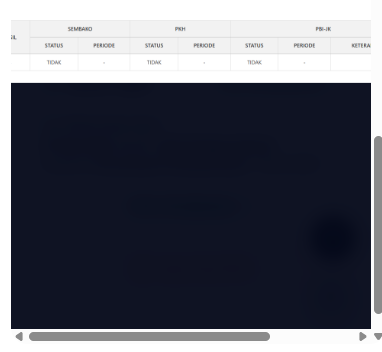 SEMBAKO PKH PBI-JK
STATUS PERIODE STATUS PERIODE STATUS PERIODE
TIDAK - TIDAK - TIDAK -